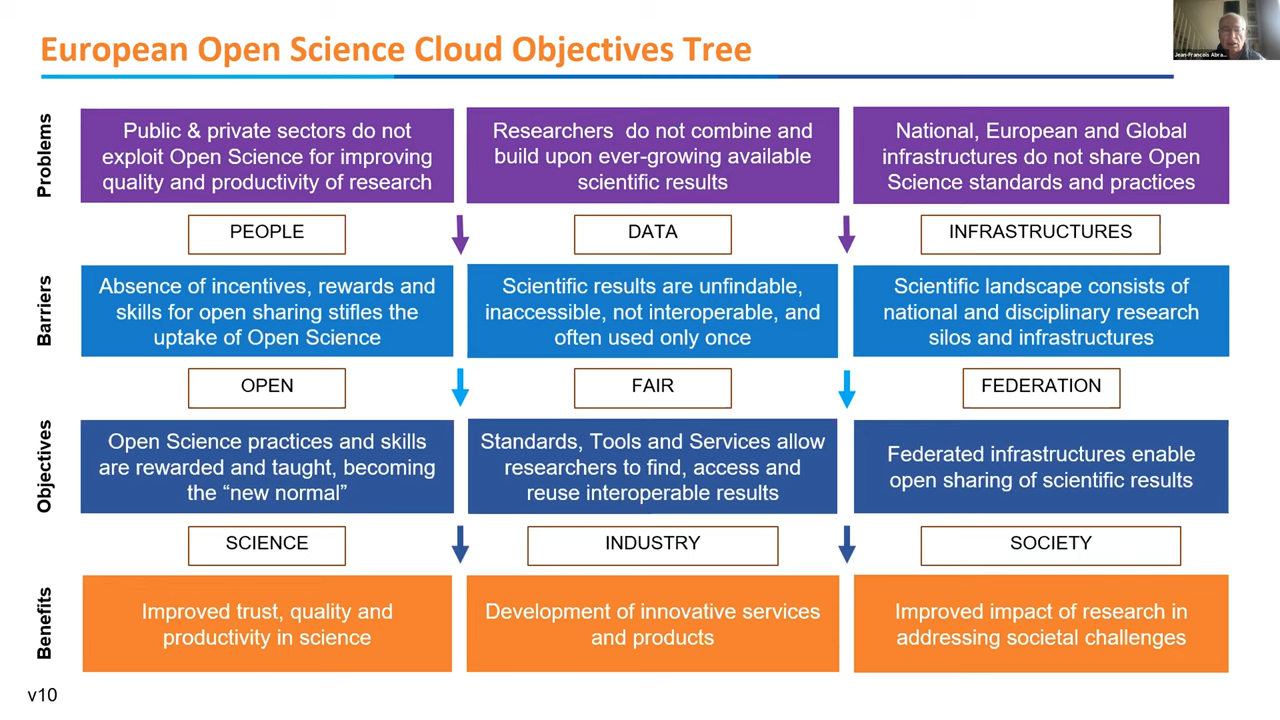 European Open Science Cloud Objectives Tree
Jean-Francois Abra...
Problems
Public & private sectors do not
exploit Open Science for improving
quality and productivity of research
Researchers do not combine and
build upon ever-growing available
scientific results
National, European and Global
infrastructures do not share Open
Science standards and practices
PEOPLE
DATA
INFRASTRUCTURES
Barriers
Absence of incentives, rewards and
skills for open sharing stifles the
uptake of Open Science
Scientific results are unfindable,
inaccessible, not interoperable, and
often used only once
Scientific landscape consists of
national and disciplinary research
silos and infrastructures
OPEN
FAIR
FEDERATION
Objectives
Open Science practices and skills
are rewarded and taught, becoming
the “new normal”
Standards, Tools and Services allow
researchers to find, access and
reuse interoperable results
Federated infrastructures enable
open sharing of scientific results
SCIENCE
INDUSTRY
SOCIETY
Benefits
Improved trust, quality and
productivity in science
Development of innovative services
and products
Improved impact of research in
addressing societal challenges
v10